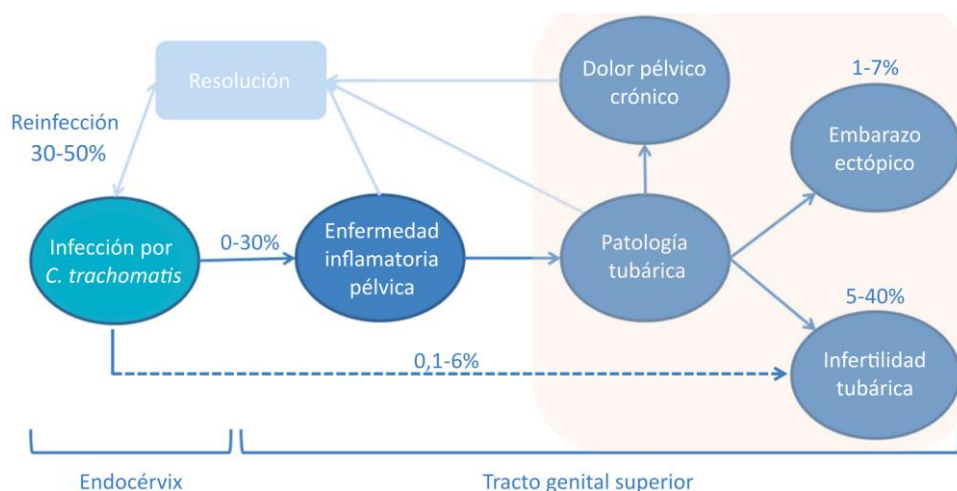 Resolución
Dolor pélvico
crónico
1-7%
Embarazo
ectópico
Reinfección
30-50%
Infección por
C. trachomatis
0-30%
Enfermedad
inflamatoria
pélvica
Patología
tubárica
5-40%
Infertilidad
tubárica
0,1-6%
Endocérvix
Tracto genital superior